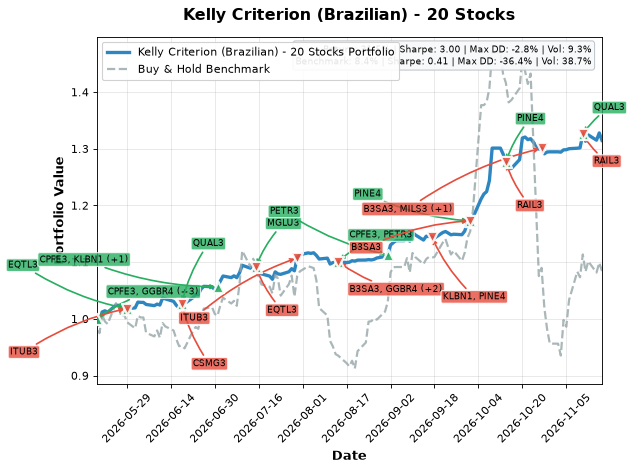 Kelly Criterion (Brazilian) - 20 Stocks
Kelly Criterion (Brazilian) - 20 Stocks Portfolio
Buy & Hold Benchmark
Sharpe: 3.00 | Max DD: -2.8% | Vol: 9.3%
Sharpe: 0.41 | Max DD: -36.4% | Vol: 38.7%
QUAL3
PINE4
RAIL3
PINE4
B3SA3, MILS3 (+1)
RAIL3
PETR3
MGLU3
CPFE3, PETR3
B3SA3
QUAL3
EQTL3
CPFE3, KLBN1 (+1)
CPFE3, GGBR4 (+3)
B3SA3, GGBR4 (+2)
KLBN1, PINE4
EQTL3
ITUB3
ITUB3
CSMG3
Portfolio Value
1.4
1.3
1.2
1.1
1.0
0.9
2026-05-29
2026-06-14
2026-06-30
2026-07-16
2026-08-01
2026-08-17
2026-09-02
2026-09-18
2026-10-04
2026-10-20
2026-11-05
Date